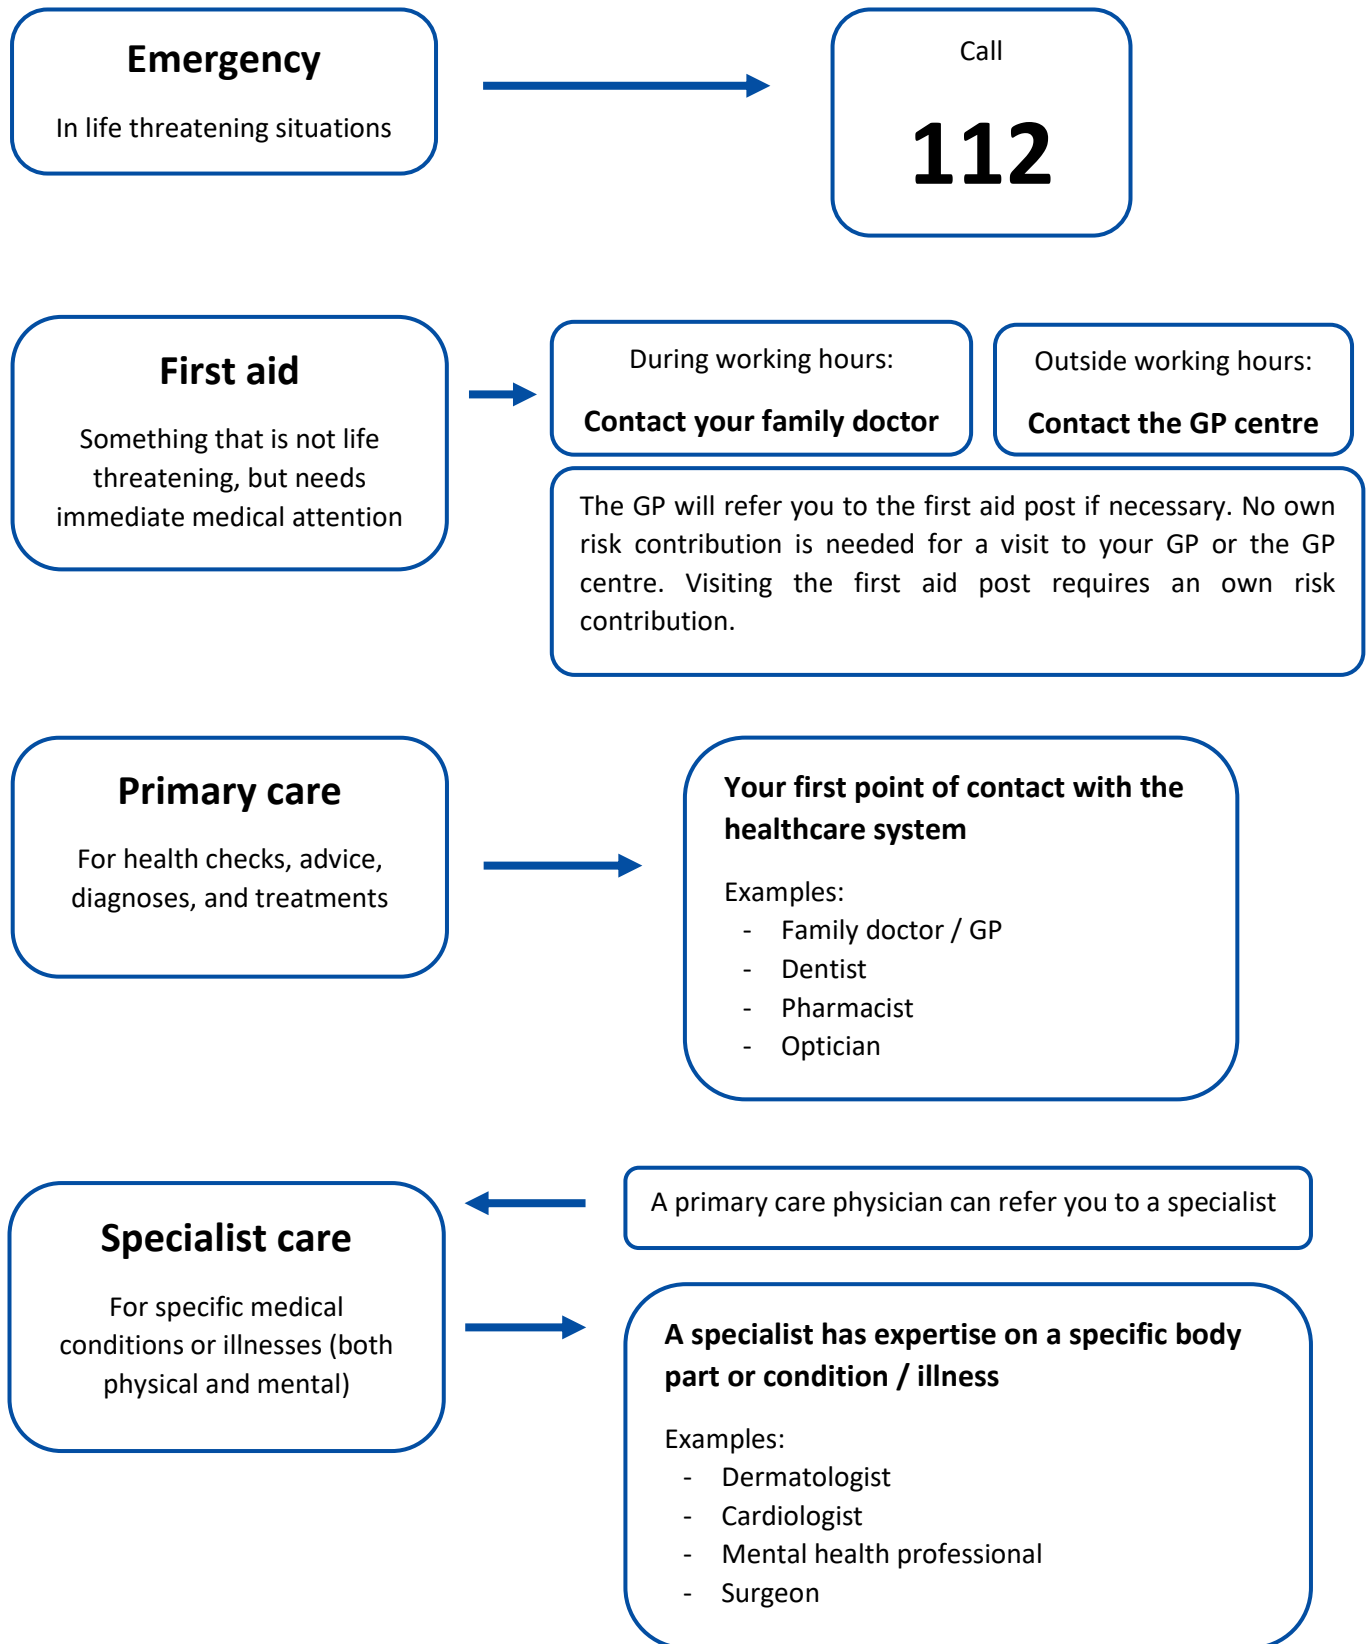 Emergency
In life threatening situations
Call
112
First aid
Something that is not life
threatening, but needs
immediate medical attention
During working hours:
Contact your family doctor
Outside working hours:
Contact the GP centre
The GP will refer you to the first aid post if necessary. No own
risk contribution is needed for a visit to your GP or the GP
centre. Visiting the first aid post requires an own risk
contribution.
Primary care
For health checks, advice,
diagnoses, and treatments
Your first point of contact with the
healthcare system
Examples:
- Family doctor / GP
- Dentist
- Pharmacist
- Optician
Specialist care
For specific medical
conditions or illnesses (both
physical and mental)
A primary care physician can refer you to a specialist
A specialist has expertise on a specific body
part or condition / illness
Examples:
- Dermatologist
- Cardiologist
- Mental health professional
- Surgeon